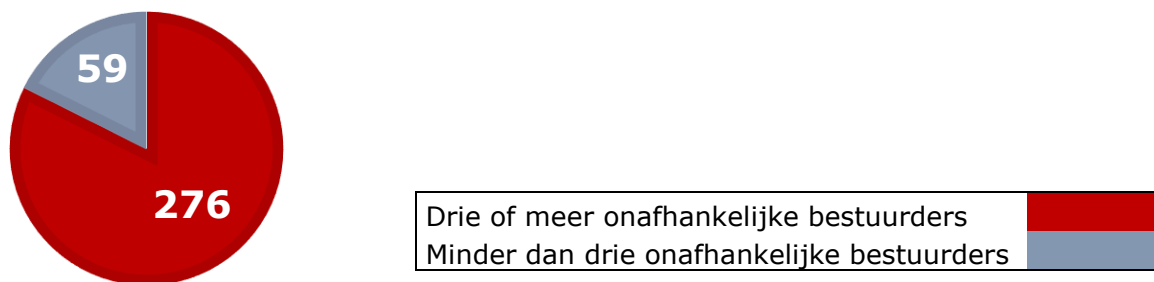 59
276
Drie of meer onafhankelijke bestuurders
Minder dan drie onafhankelijke bestuurders